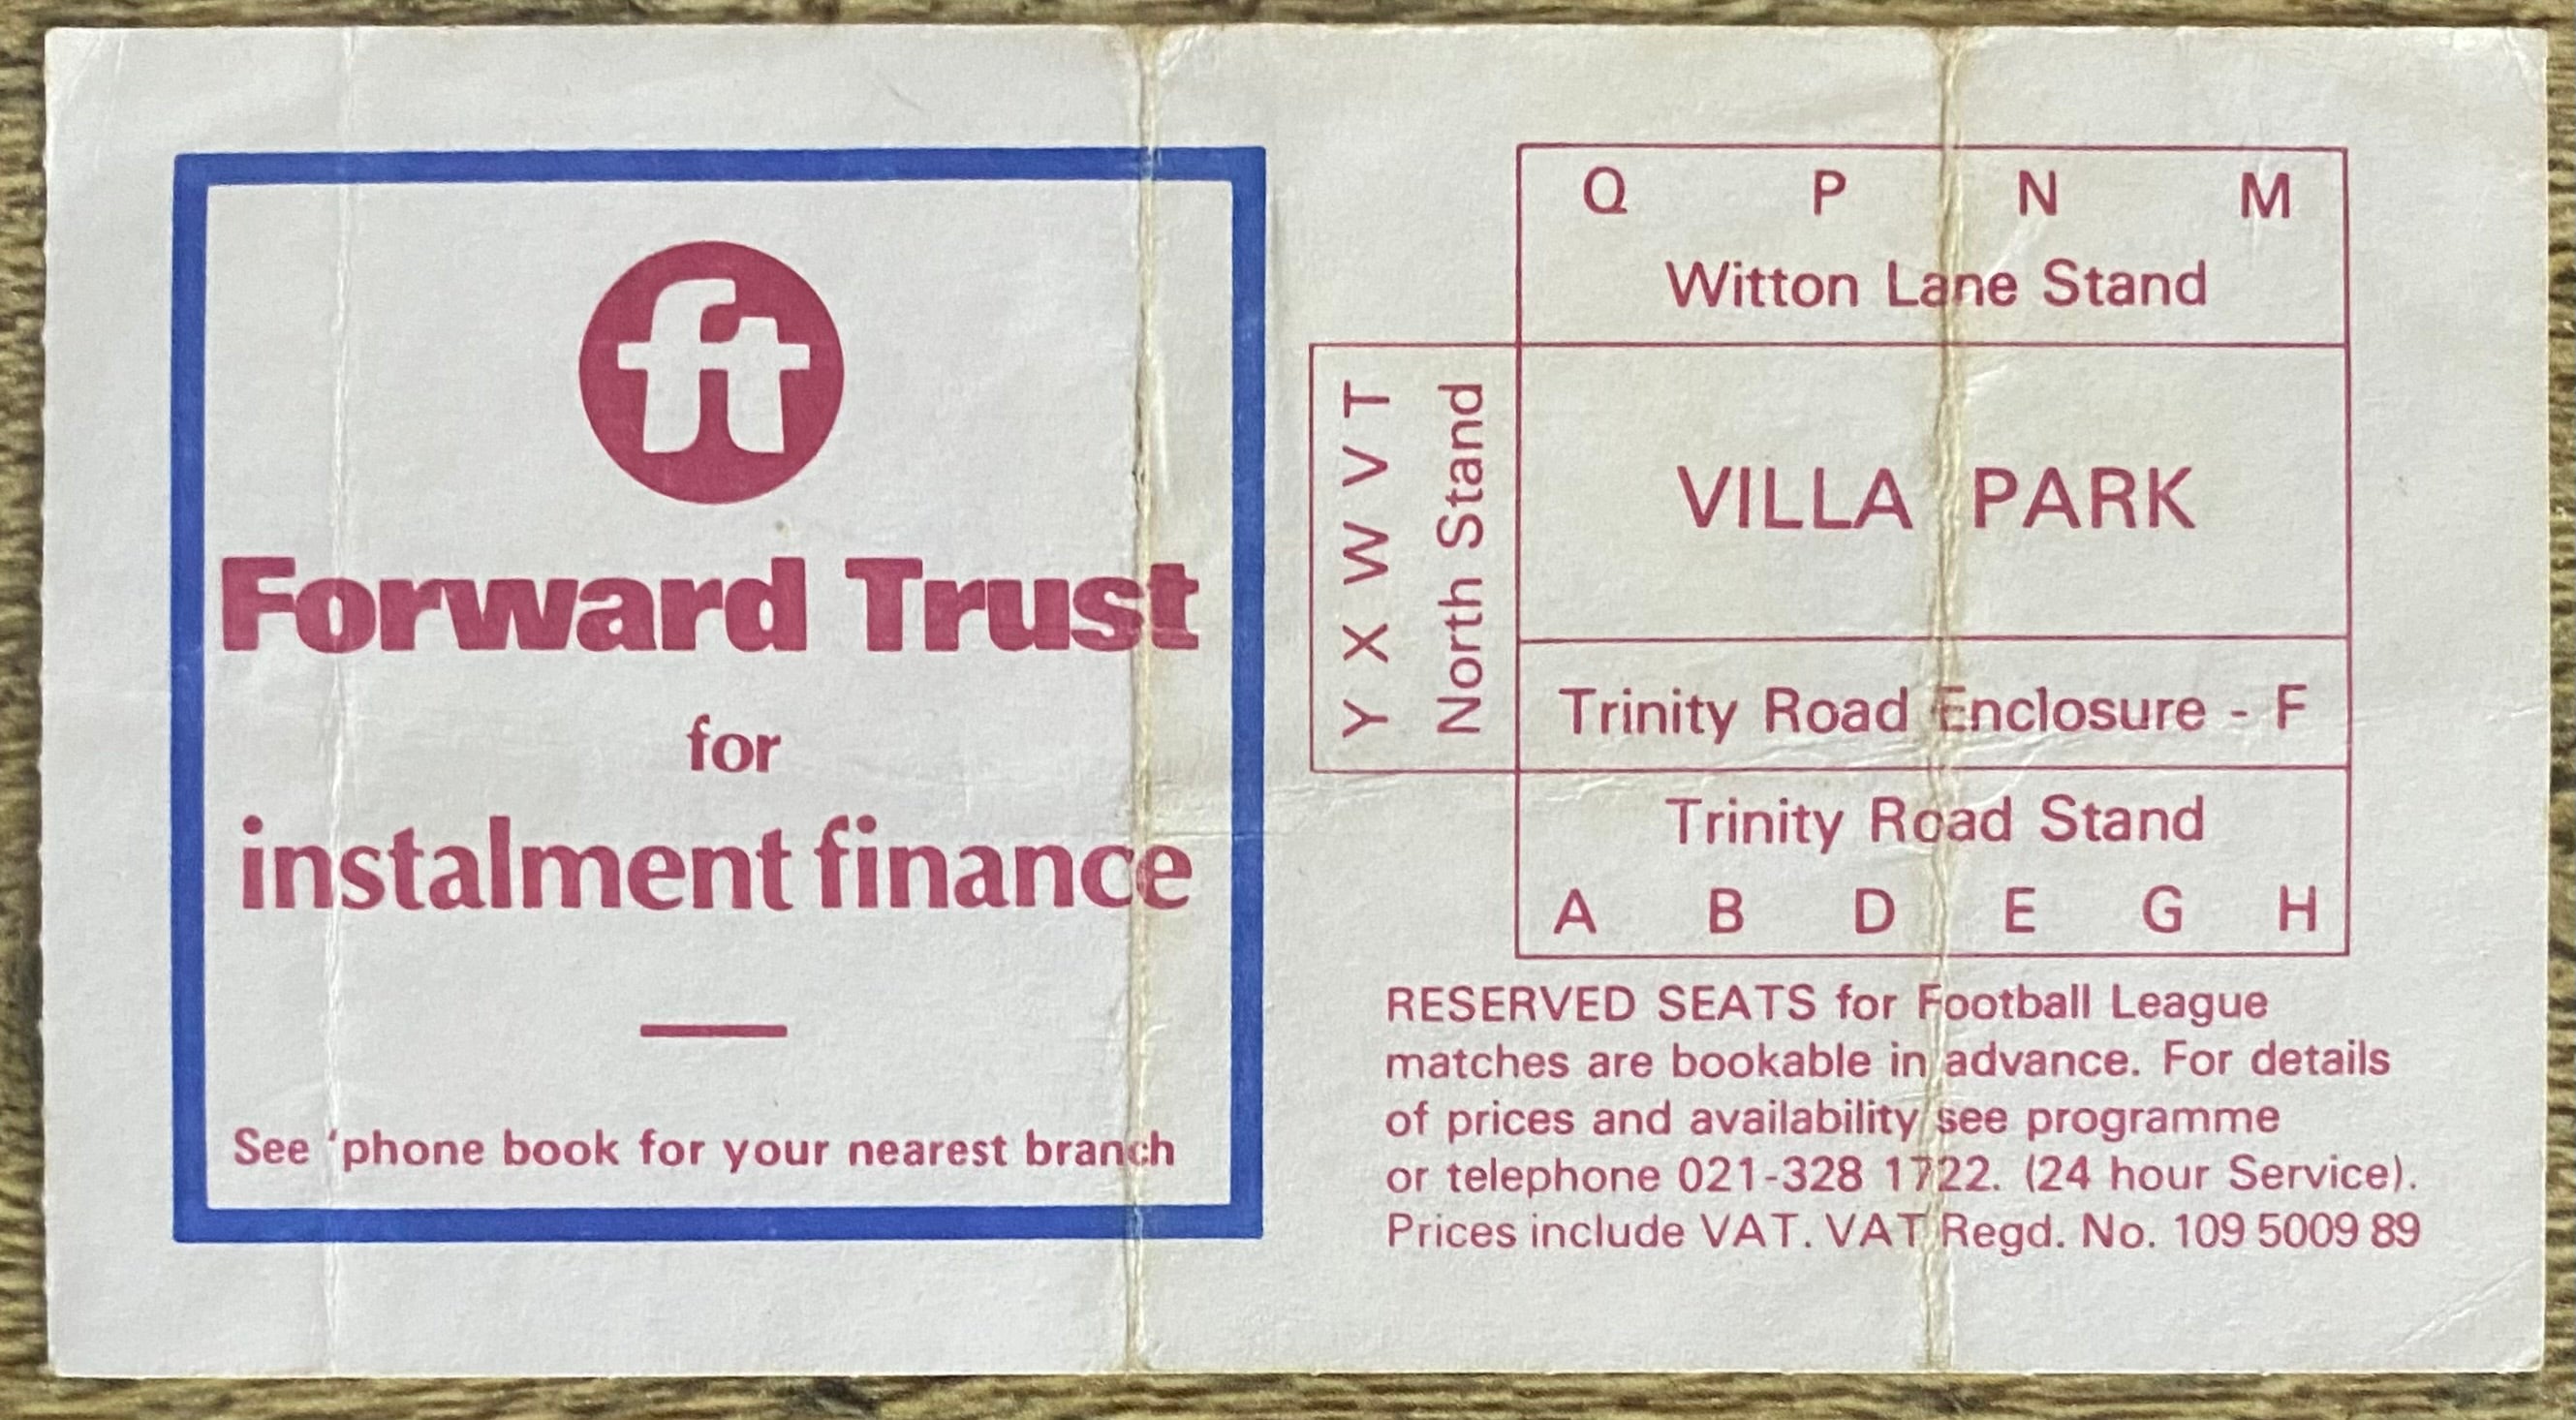 ft
Forward Trust
for
instalment finance
See 'phone book for your nearest branch
Q P N M
Witton Lane Stand
Y X W V T
North Stand
VILLA PARK
Trinity Road Enclosure - F
Trinity Road Stand
A B D E G H
RESERVED SEATS for Football League
matches are bookable in advance. For details
of prices and availability see programme
or telephone 021-328 1722. (24 hour Service).
Prices include VAT. VAT Regd. No. 109 5009 89